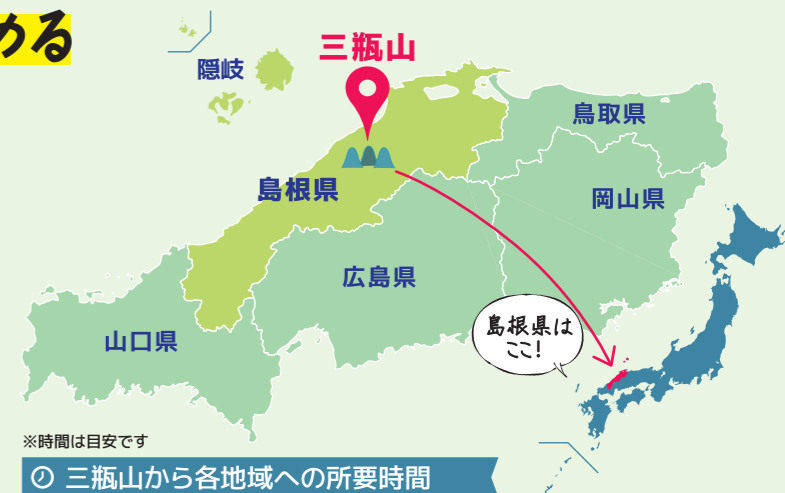 める
三瓶山
隠岐
鳥取県
島根県
岡山県
広島県
島根県は
ここ!
山口県
※時間は目安です
三瓶山から各地域への所要時間